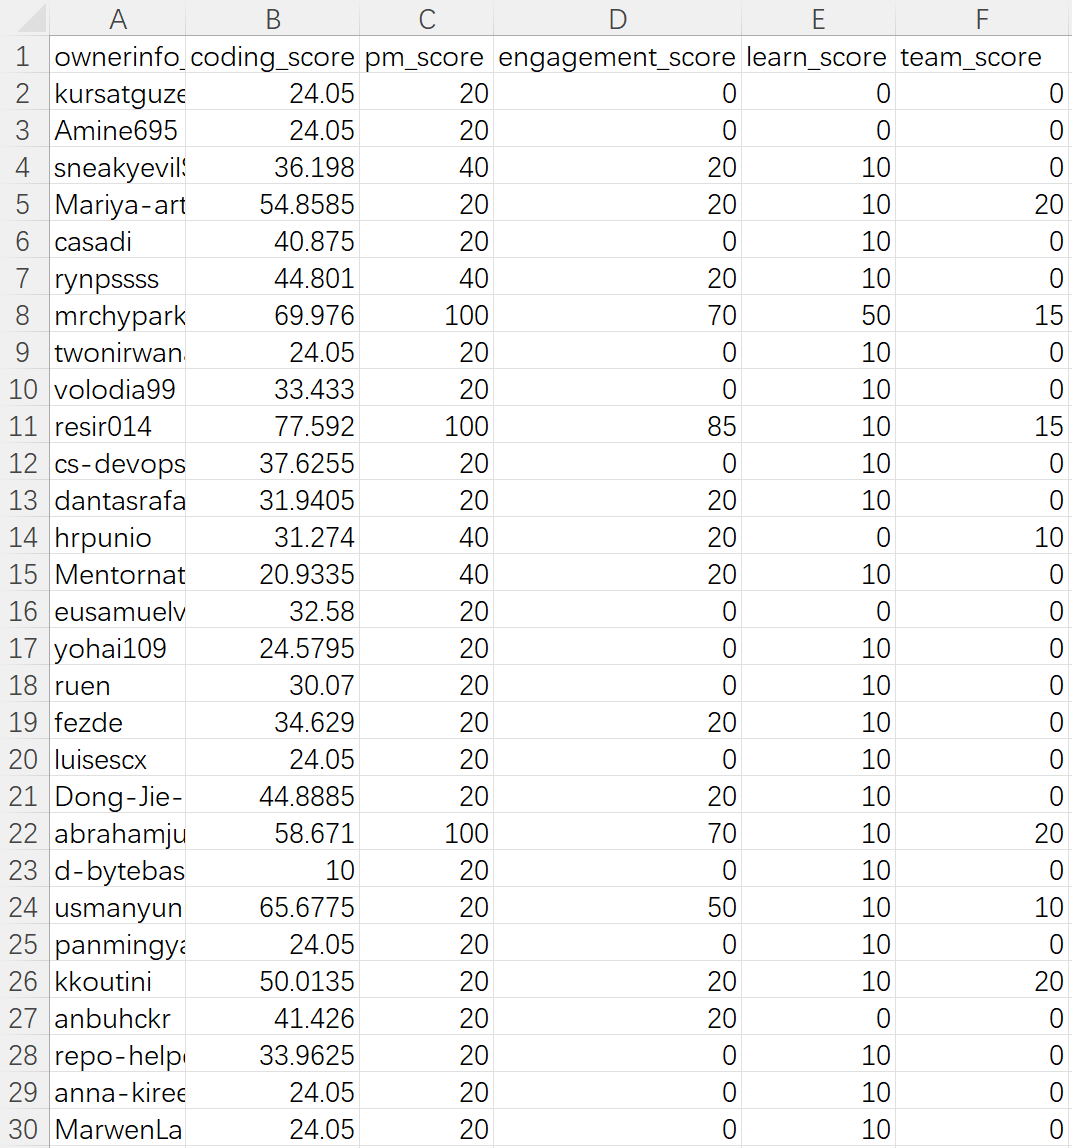 A B C D E F
1 ownerinfo_ coding_score pm_score engagement_score learn_score team_score
2 kursatguze 24.05 20 0 0 0
3 Amine695 24.05 20 0 0 0
4 sneakyevil 36.198 40 20 10 0
5 Mariya-art 54.8585 20 20 10 20
6 casadi 40.875 20 0 10 0
7 rynpssss 44.801 40 20 10 0
8 mrchypark 69.976 100 70 50 15
9 twonirwan 24.05 20 0 10 0
10 volodia99 33.433 20 0 10 0
11 resir014 77.592 100 85 10 15
12 cs-devops 37.6255 20 0 10 0
13 dantasrafa 31.9405 20 20 10 0
14 hrpunio 31.274 40 20 0 10
15 Mentornat 20.9335 40 20 10 0
16 eusamuelv 32.58 20 0 0 0
17 yohai109 24.5795 20 0 10 0
18 ruen 30.07 20 0 10 0
19 fezde 34.629 20 20 10 0
20 luisescx 24.05 20 0 10 0
21 Dong-Jie- 44.8885 20 20 10 0
22 abrahamju 58.671 100 70 10 20
23 d-bytebas 10 20 0 10 0
24 usmanyun 65.6775 20 50 10 10
25 panmingya 24.05 20 0 10 0
26 kkoutini 50.0135 20 20 10 20
27 anbuhckr 41.426 20 20 0 0
28 repo-help 33.9625 20 0 10 0
29 anna-kiree 24.05 20 0 10 0
30 MarwenLa 24.05 20 0 10 0